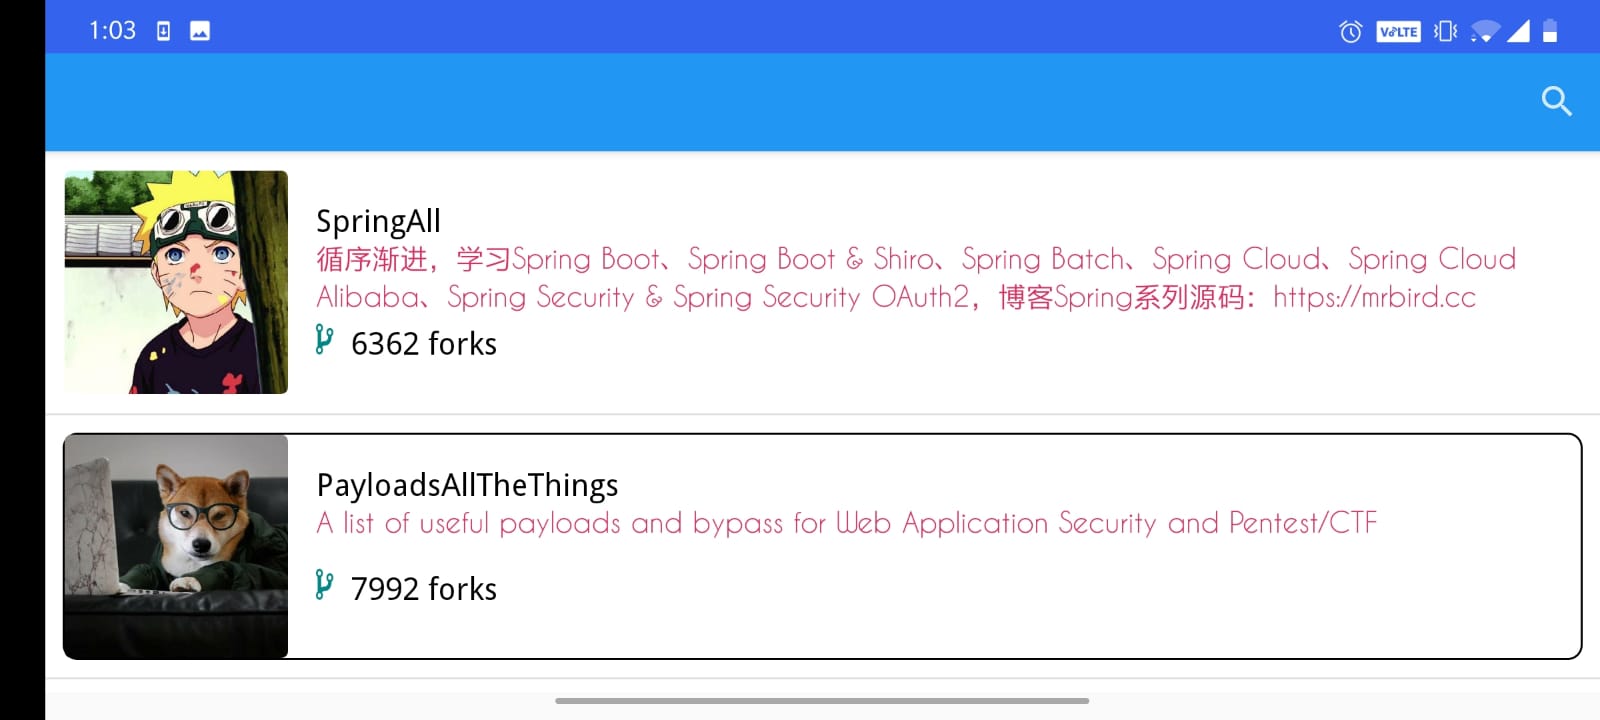 1:03
VoLTE
SpringAll
循序渐进，学习Spring Boot、Spring Boot & Shiro、Spring Batch、Spring Cloud、Spring Cloud
Alibaba、Spring Security & Spring Security OAuth2，博客Spring系列源码：https://mrbird.cc
6362 forks
PayloadsAllTheThings
A list of useful payloads and bypass for Web Application Security and Pentest/CTF
7992 forks